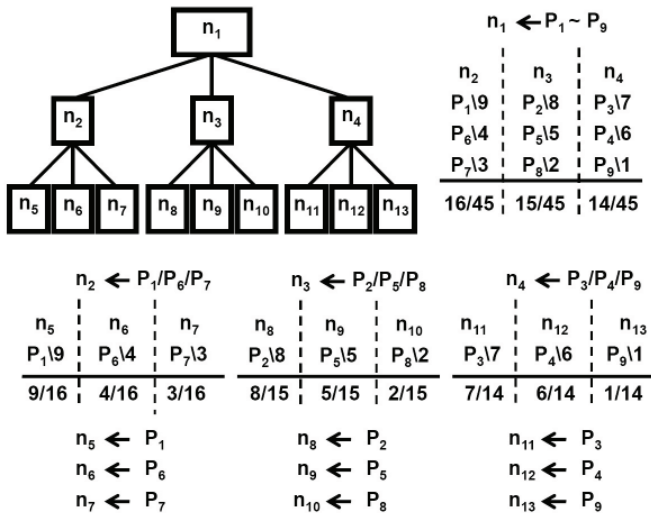 n₁
n₂ n₃ n₄
n₅ n₆ n₇ n₈ n₉ n₁₀ n₁₁ n₁₂ n₁₃
n₁ ← P₁ ~ P₉
n₂ n₃ n₄
P₁\9 P₂\8 P₃\7
P₆\4 P₅\5 P₄\6
P₇\3 P₈\2 P₉\1
16/45 15/45 14/45
n₂ ← P₁/P₆/P₇
n₅ n₆ n₇
P₁\9 P₆\4 P₇\3
9/16 4/16 3/16
n₅ ← P₁
n₆ ← P₆
n₇ ← P₇
n₃ ← P₂/P₅/P₈
n₈ n₉ n₁₀
P₂\8 P₅\5 P₈\2
8/15 5/15 2/15
n₈ ← P₂
n₉ ← P₅
n₁₀ ← P₈
n₄ ← P₃/P₄/P₉
n₁₁ n₁₂ n₁₃
P₃\7 P₄\6 P₉\1
7/14 6/14 1/14
n₁₁ ← P₃
n₁₂ ← P₄
n₁₃ ← P₉